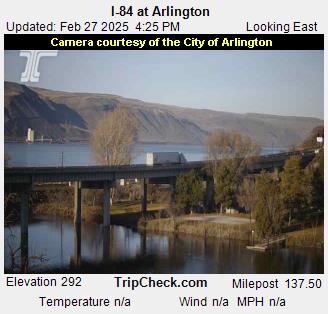 I-84 at Arlington
Updated: Feb 27 2025 4:25 PM Looking East
Camera courtesy of the City of Arlington
Elevation 292 TripCheck.com Milepost 137.50
Temperature n/a Wind n/a MPH n/a